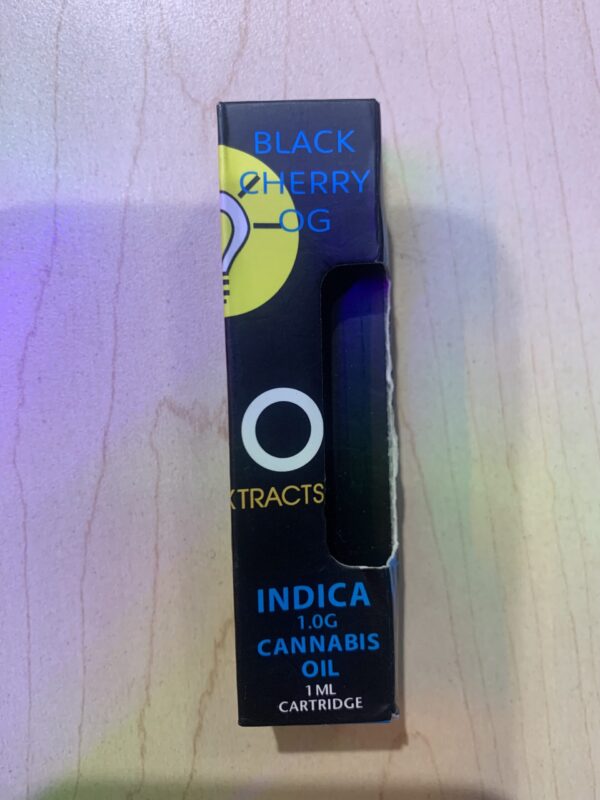 BLACK
CHERRY
OG
O
XTRACTS
INDICA
1.0G
CANNABIS
OIL
1 ML
CARTRIDGE